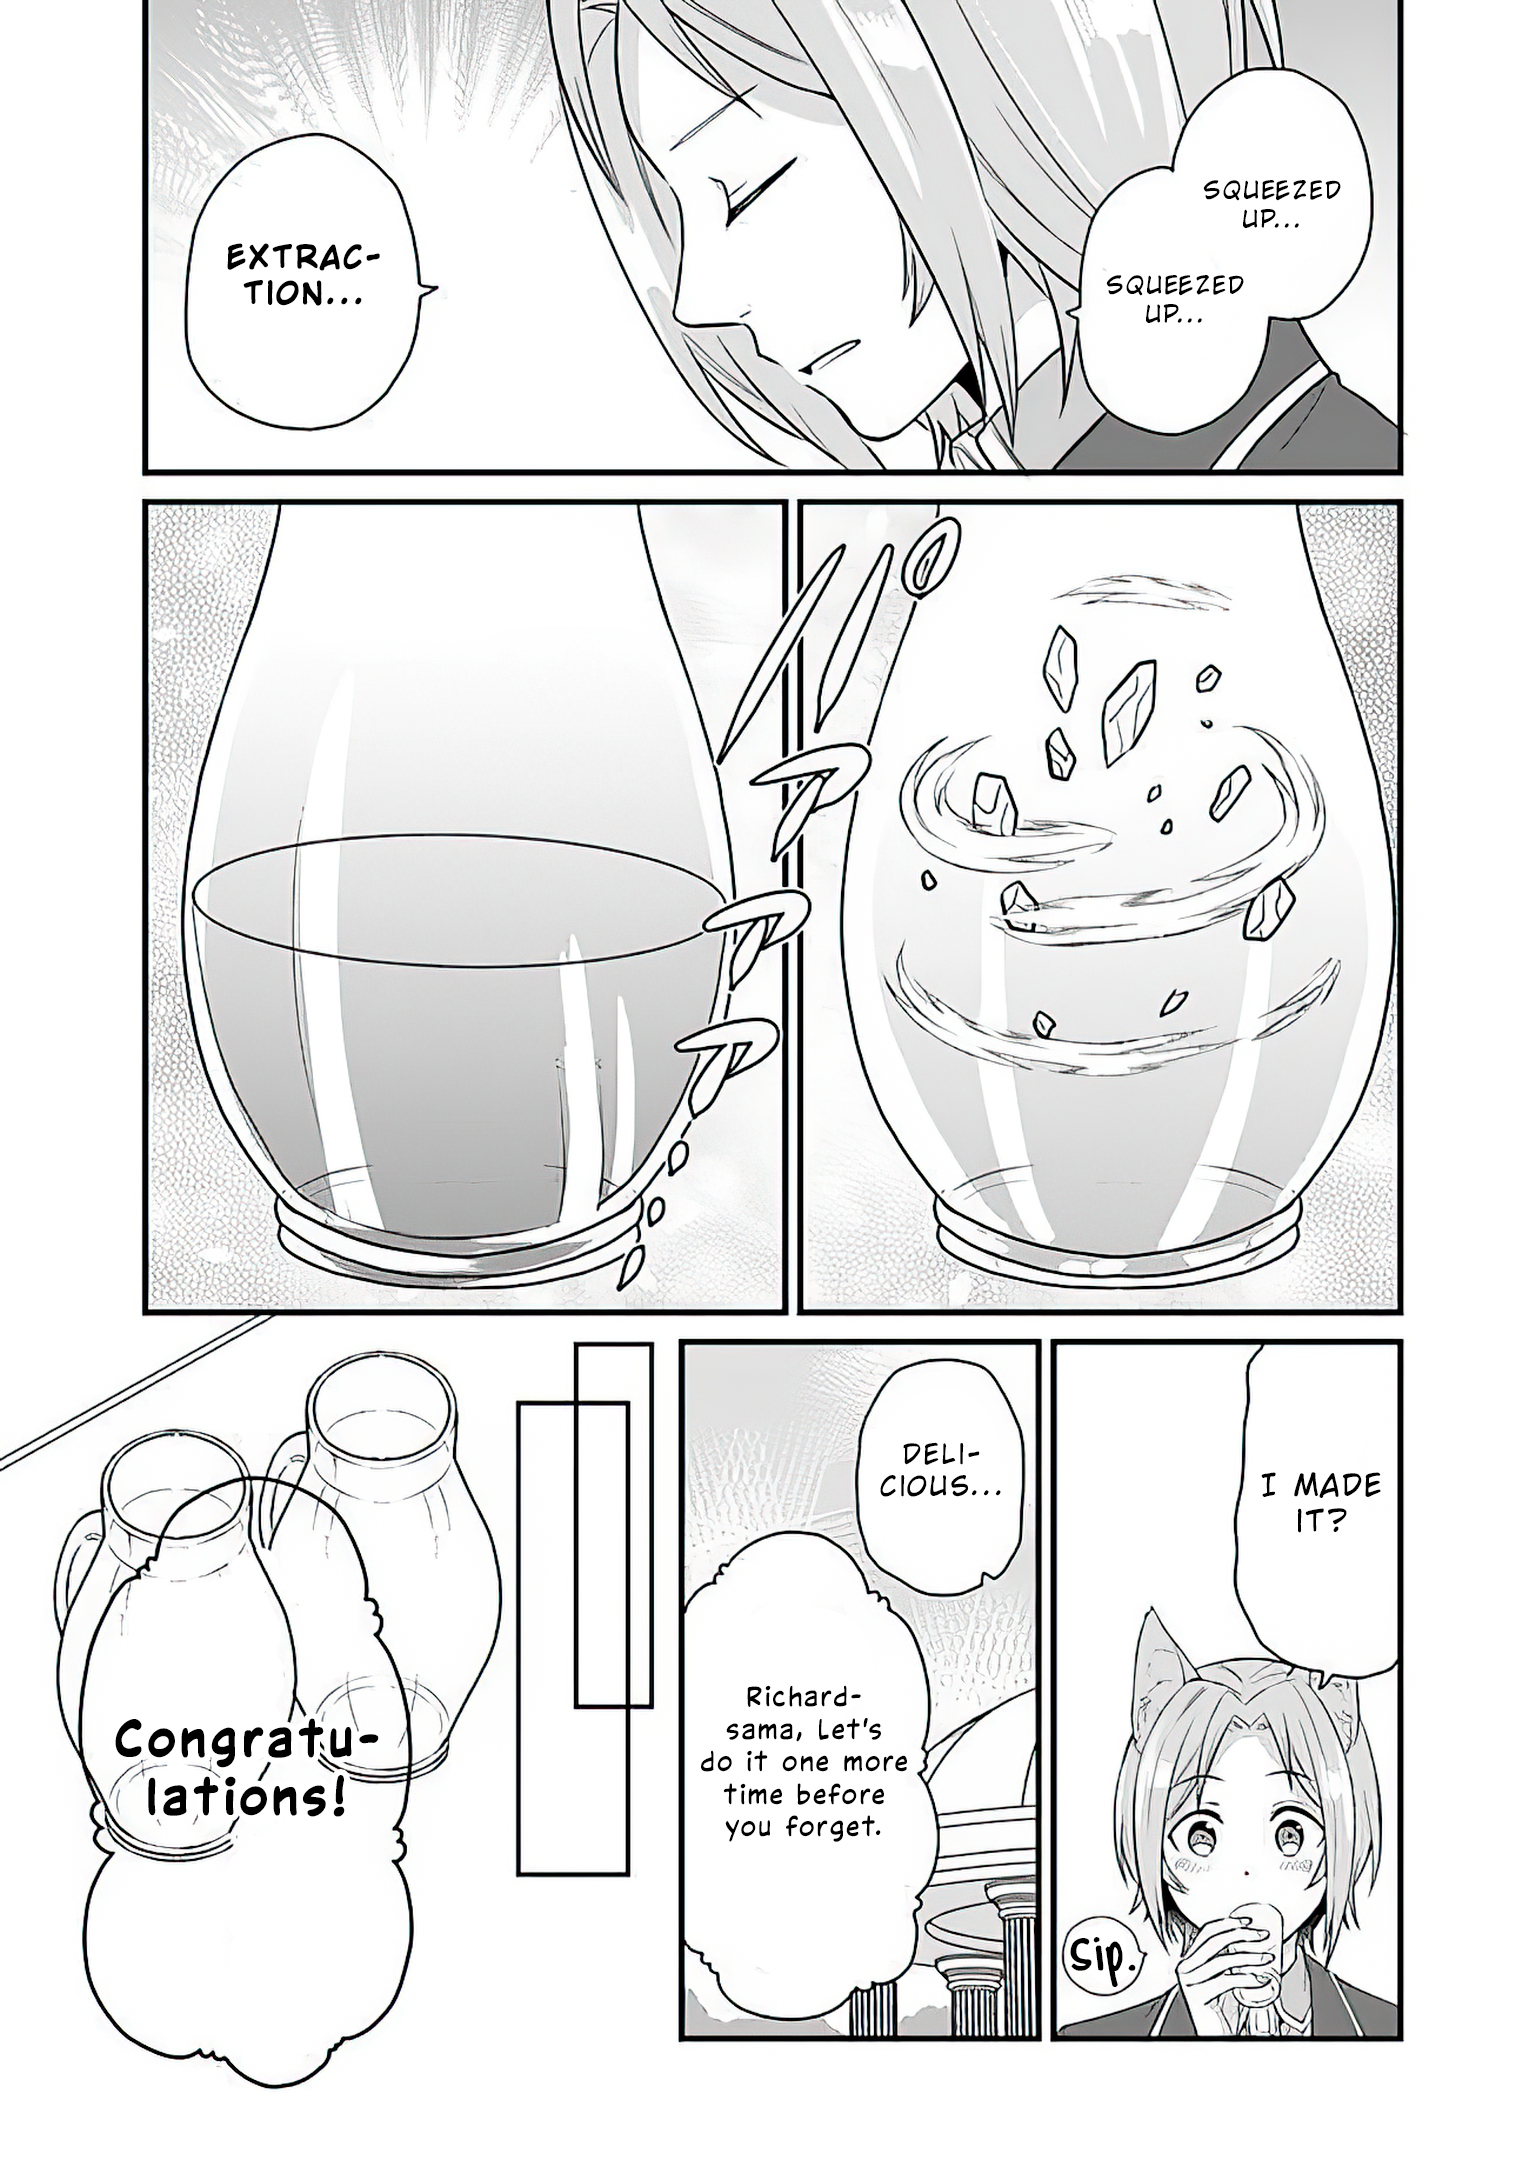 SQUEEZED
UP...
SQUEEZED
UP...
EXTRAC-
TION...
I MADE
IT?
Sip.
DELI-
CIOUS...
Richard-
sama, Let's
do it one more
time before
you forget.
Congratu-
lations!